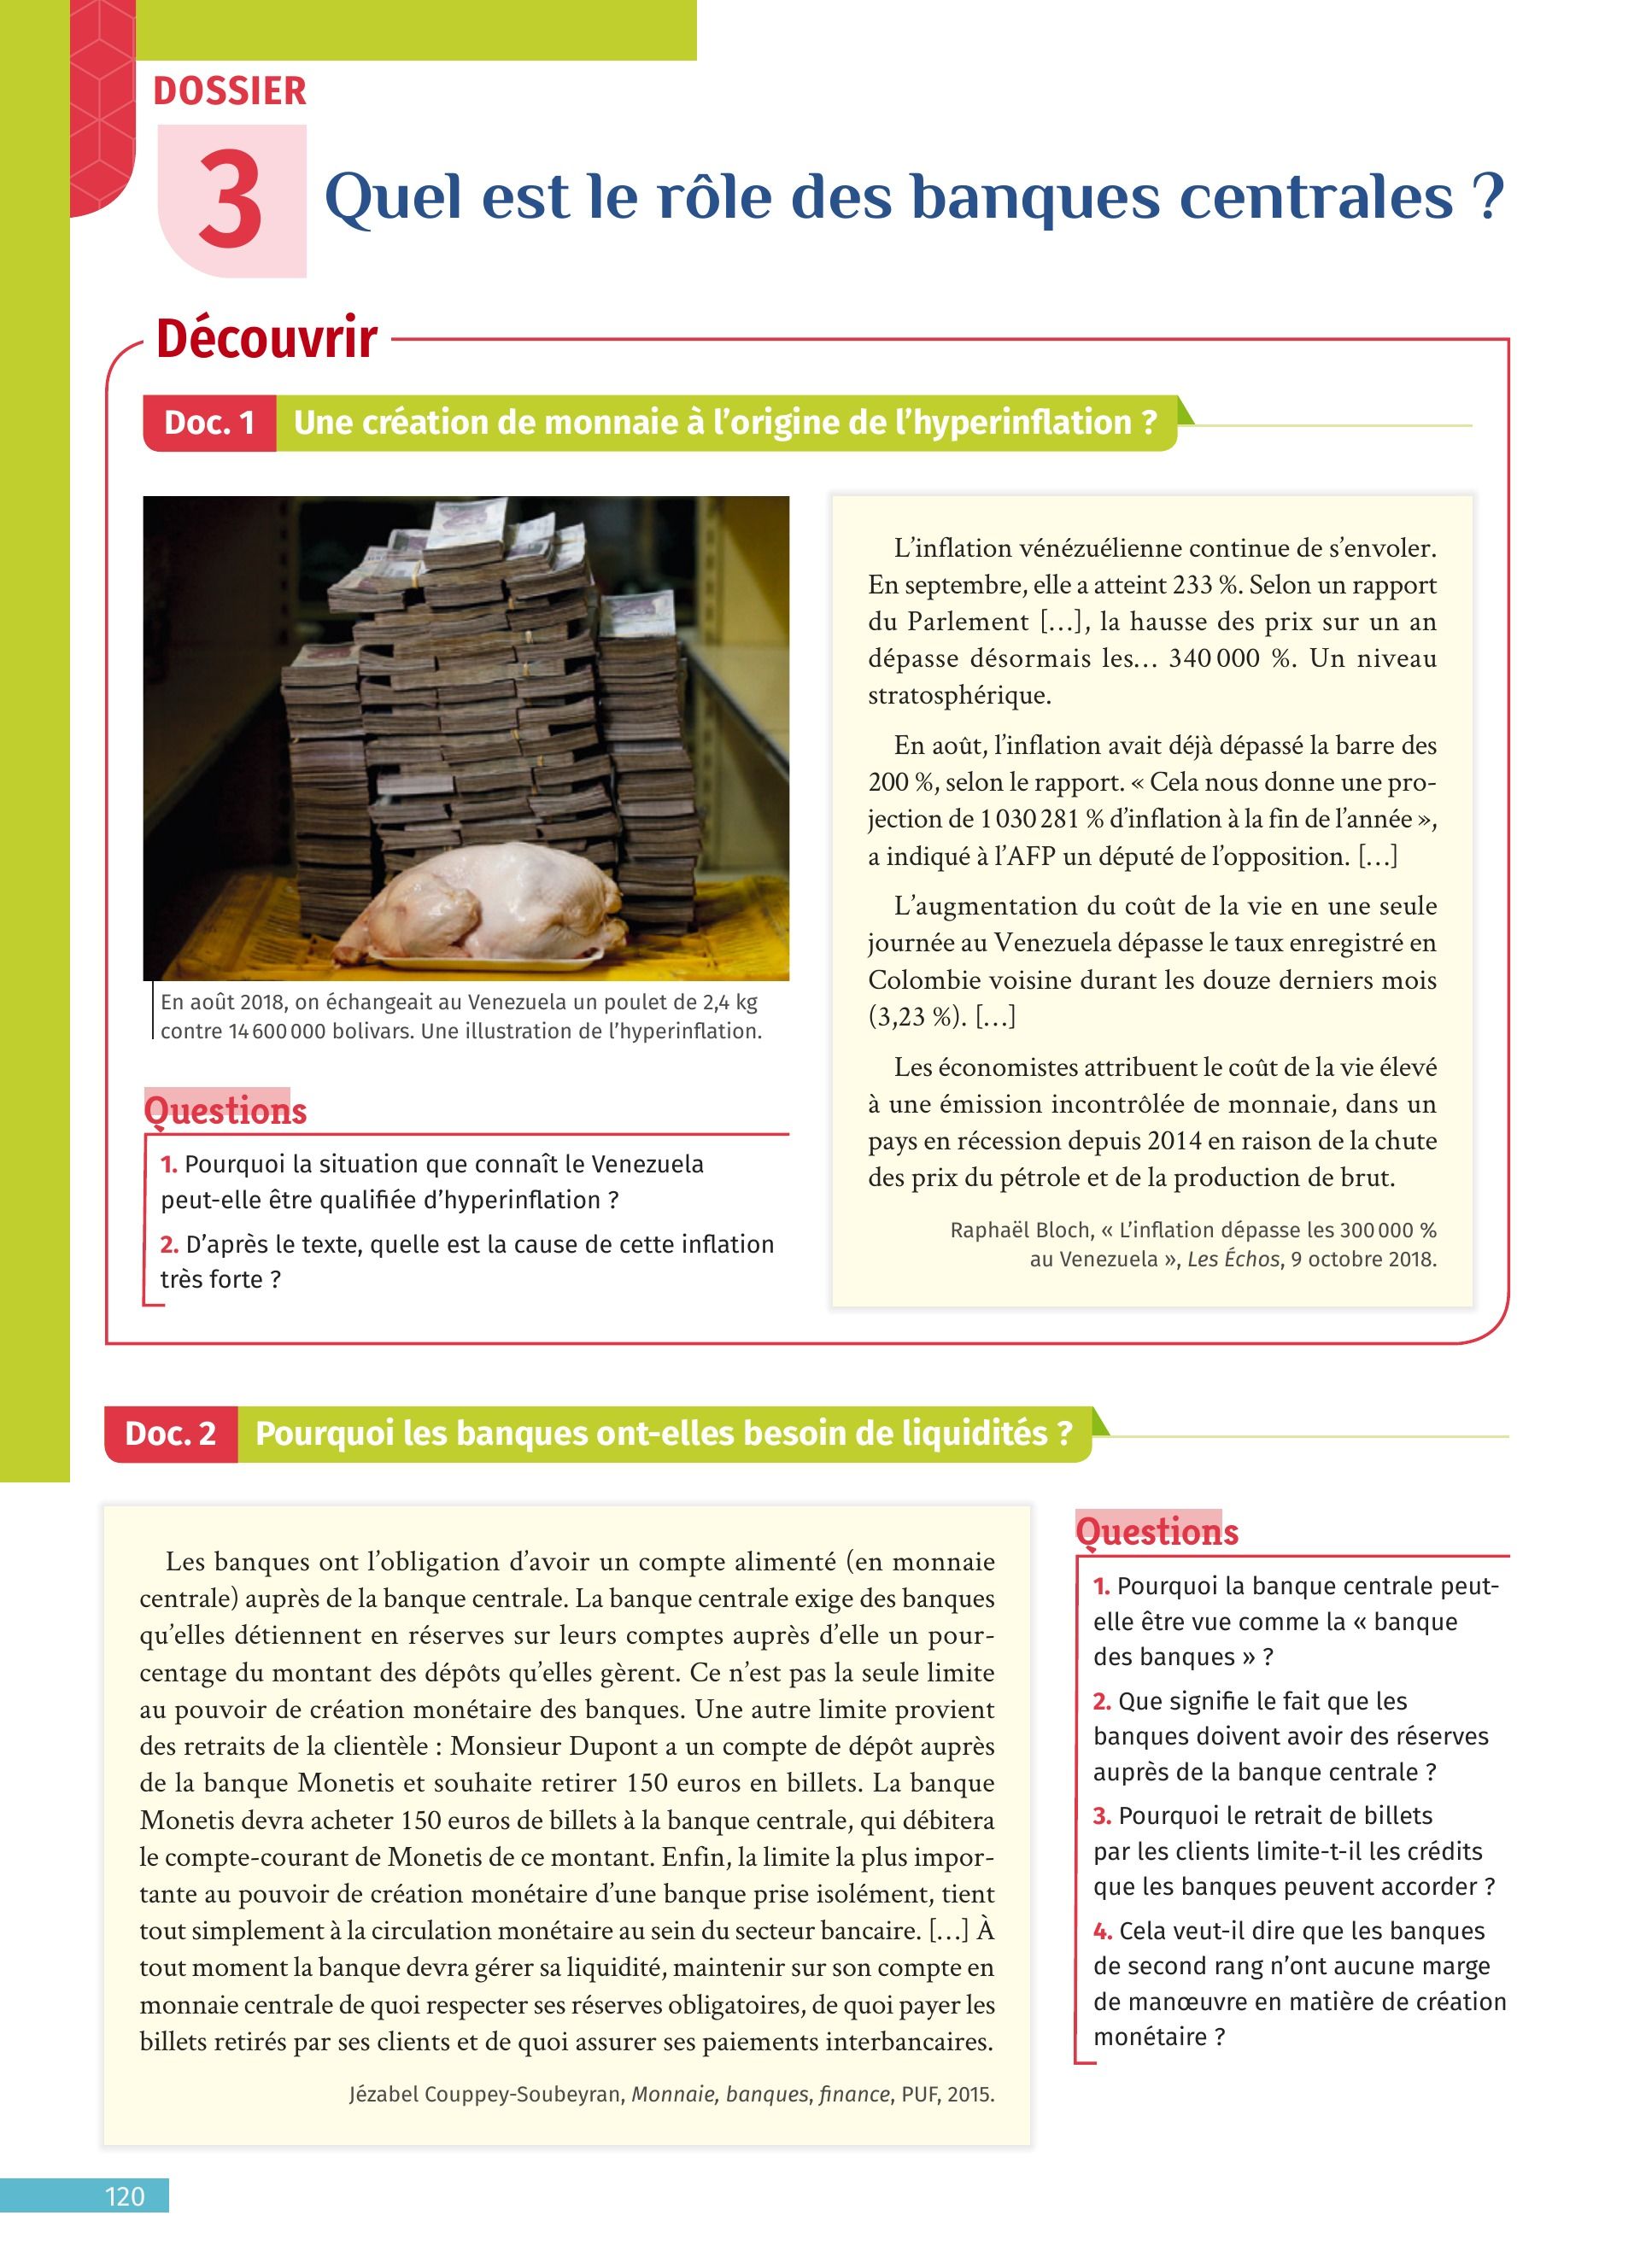 DOSSIER
3
Quel est le rôle des banques centrales ?
Découvrir
Doc. 1 Une création de monnaie à l’origine de l’hyperinflation ?
En août 2018, on échangeait au Venezuela un poulet de 2,4 kg
contre 14 600 000 bolivars. Une illustration de l’hyperinflation.
Questions
1. Pourquoi la situation que connaît le Venezuela
peut-elle être qualifiée d’hyperinflation ?
2. D’après le texte, quelle est la cause de cette inflation
très forte ?
L’inflation vénézuélienne continue de s’envoler.
En septembre, elle a atteint 233 %. Selon un rapport
du Parlement […], la hausse des prix sur un an
dépasse désormais les… 340 000 %. Un niveau
stratosphérique.
En août, l’inflation avait déjà dépassé la barre des
200 %, selon le rapport. « Cela nous donne une pro-
jection de 1 030 281 % d’inflation à la fin de l’année »,
a indiqué à l’AFP un député de l’opposition. […]
L’augmentation du coût de la vie en une seule
journée au Venezuela dépasse le taux enregistré en
Colombie voisine durant les douze derniers mois
(3,23 %). […]
Les économistes attribuent le coût de la vie élevé
à une émission incontrôlée de monnaie, dans un
pays en récession depuis 2014 en raison de la chute
des prix du pétrole et de la production de brut.
Raphaël Bloch, « L’inflation dépasse les 300 000 %
au Venezuela », Les Échos, 9 octobre 2018.
Doc. 2 Pourquoi les banques ont-elles besoin de liquidités ?
Les banques ont l’obligation d’avoir un compte alimenté (en monnaie
centrale) auprès de la banque centrale. La banque centrale exige des banques
qu’elles détiennent en réserves sur leurs comptes auprès d’elle un pour-
centage du montant des dépôts qu’elles gèrent. Ce n’est pas la seule limite
au pouvoir de création monétaire des banques. Une autre limite provient
des retraits de la clientèle : Monsieur Dupont a un compte de dépôt auprès
de la banque Monetis et souhaite retirer 150 euros en billets. La banque
Monetis devra acheter 150 euros de billets à la banque centrale, qui débitera
le compte-courant de Monetis de ce montant. Enfin, la limite la plus impor-
tante au pouvoir de création monétaire d’une banque prise isolément, tient
tout simplement à la circulation monétaire au sein du secteur bancaire. […] À
tout moment la banque devra gérer sa liquidité, maintenir sur son compte en
monnaie centrale de quoi respecter ses réserves obligatoires, de quoi payer les
billets retirés par ses clients et de quoi assurer ses paiements interbancaires.
Jézabel Couppey-Soubeyran, Monnaie, banques, finance, PUF, 2015.
Questions
1. Pourquoi la banque centrale peut-
elle être vue comme la « banque
des banques » ?
2. Que signifie le fait que les
banques doivent avoir des réserves
auprès de la banque centrale ?
3. Pourquoi le retrait de billets
par les clients limite-t-il les crédits
que les banques peuvent accorder ?
4. Cela veut-il dire que les banques
de second rang n’ont aucune marge
de manœuvre en matière de création
monétaire ?
120